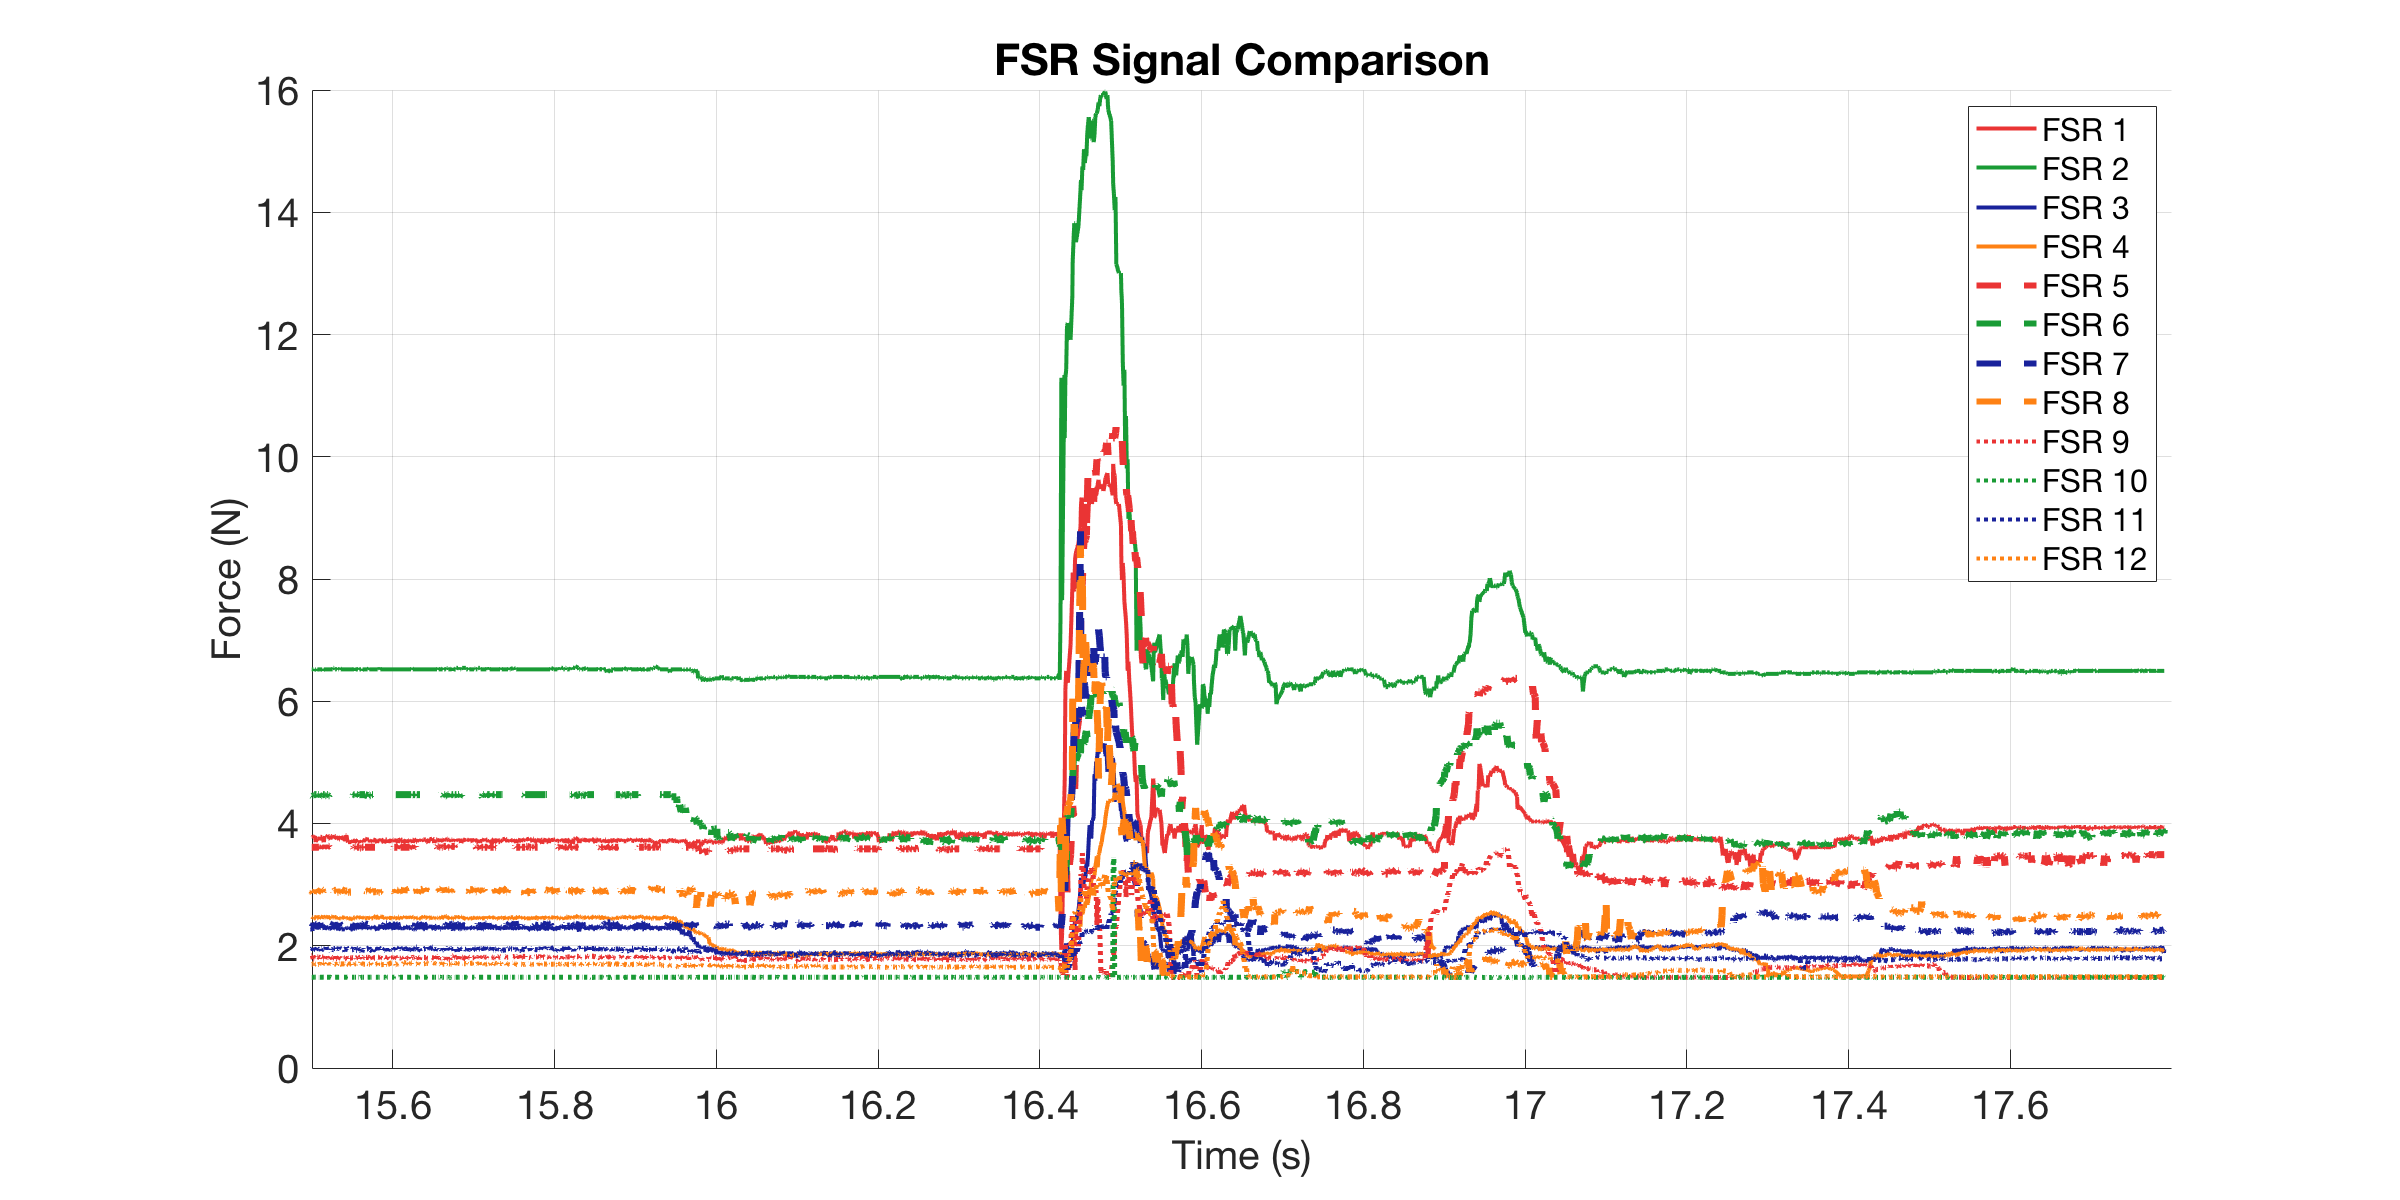 FSR Signal Comparison
16
14
12
10
8
6
4
2
0
Force (N)
15.6 15.8 16 16.2 16.4 16.6 16.8 17 17.2 17.4 17.6
Time (s)
FSR 1
FSR 2
FSR 3
FSR 4
FSR 5
FSR 6
FSR 7
FSR 8
FSR 9
FSR 10
FSR 11
FSR 12